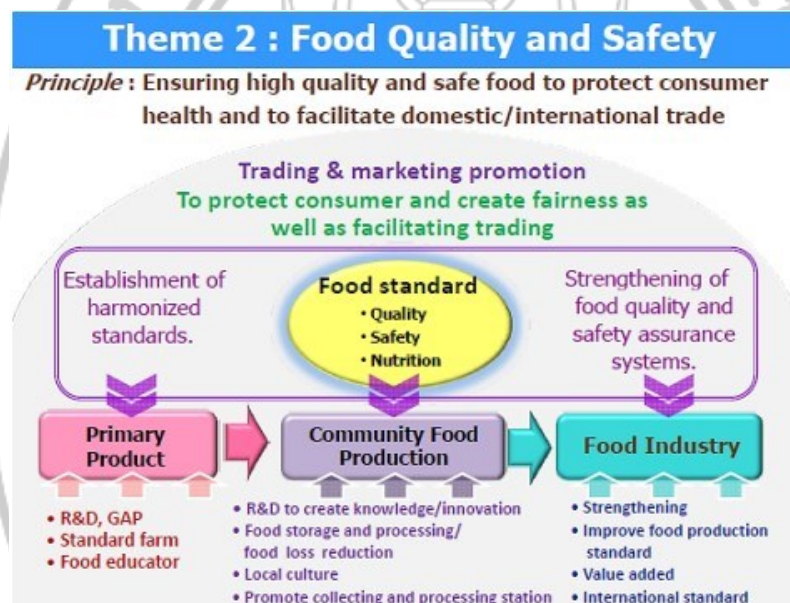 Theme 2 : Food Quality and Safety
Principle : Ensuring high quality and safe food to protect consumer
health and to facilitate domestic/international trade
Trading & marketing promotion
To protect consumer and create fairness as
well as facilitating trading
Establishment of
harmonized
standards.
Food standard
• Quality
• Safety
• Nutrition
Strengthening of
food quality and
safety assurance
systems.
Primary
Product
Community Food
Production
Food Industry
• R&D, GAP
• Standard farm
• Food educator
• R&D to create knowledge/innovation
• Food storage and processing/
food loss reduction
• Local culture
• Promote collecting and processing station
• Strengthening
• Improve food production
standard
• Value added
• International standard